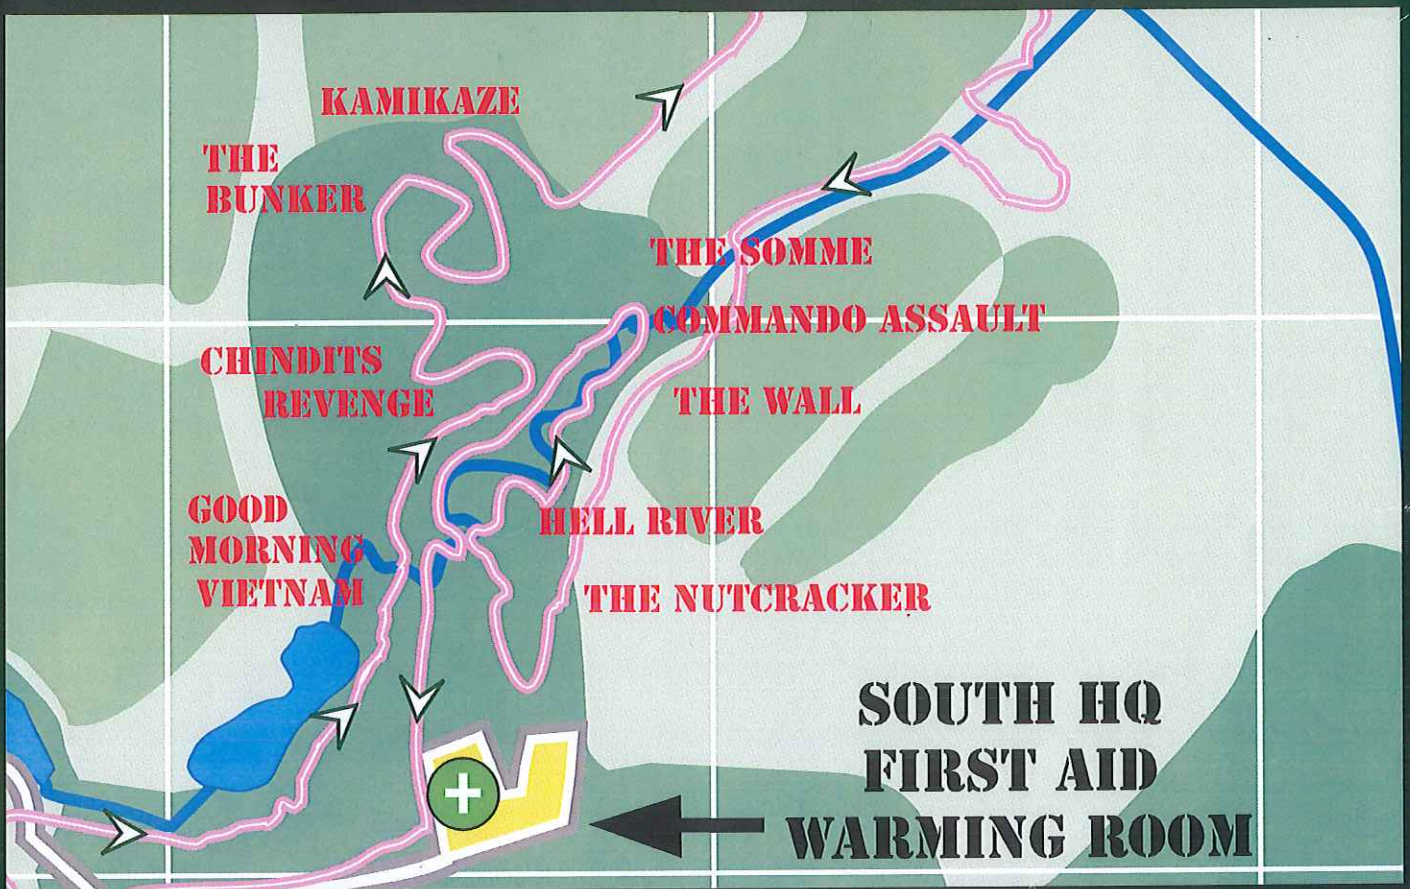 KAMIKAZE
THE
BUNKER
THE SOMME
COMMANDO ASSAULT
CHINDITS
REVENGE
THE WALL
GOOD
MORNING
VIETNAM
HELL RIVER
THE NUTCRACKER
SOUTH HQ
FIRST AID
WARMING ROOM